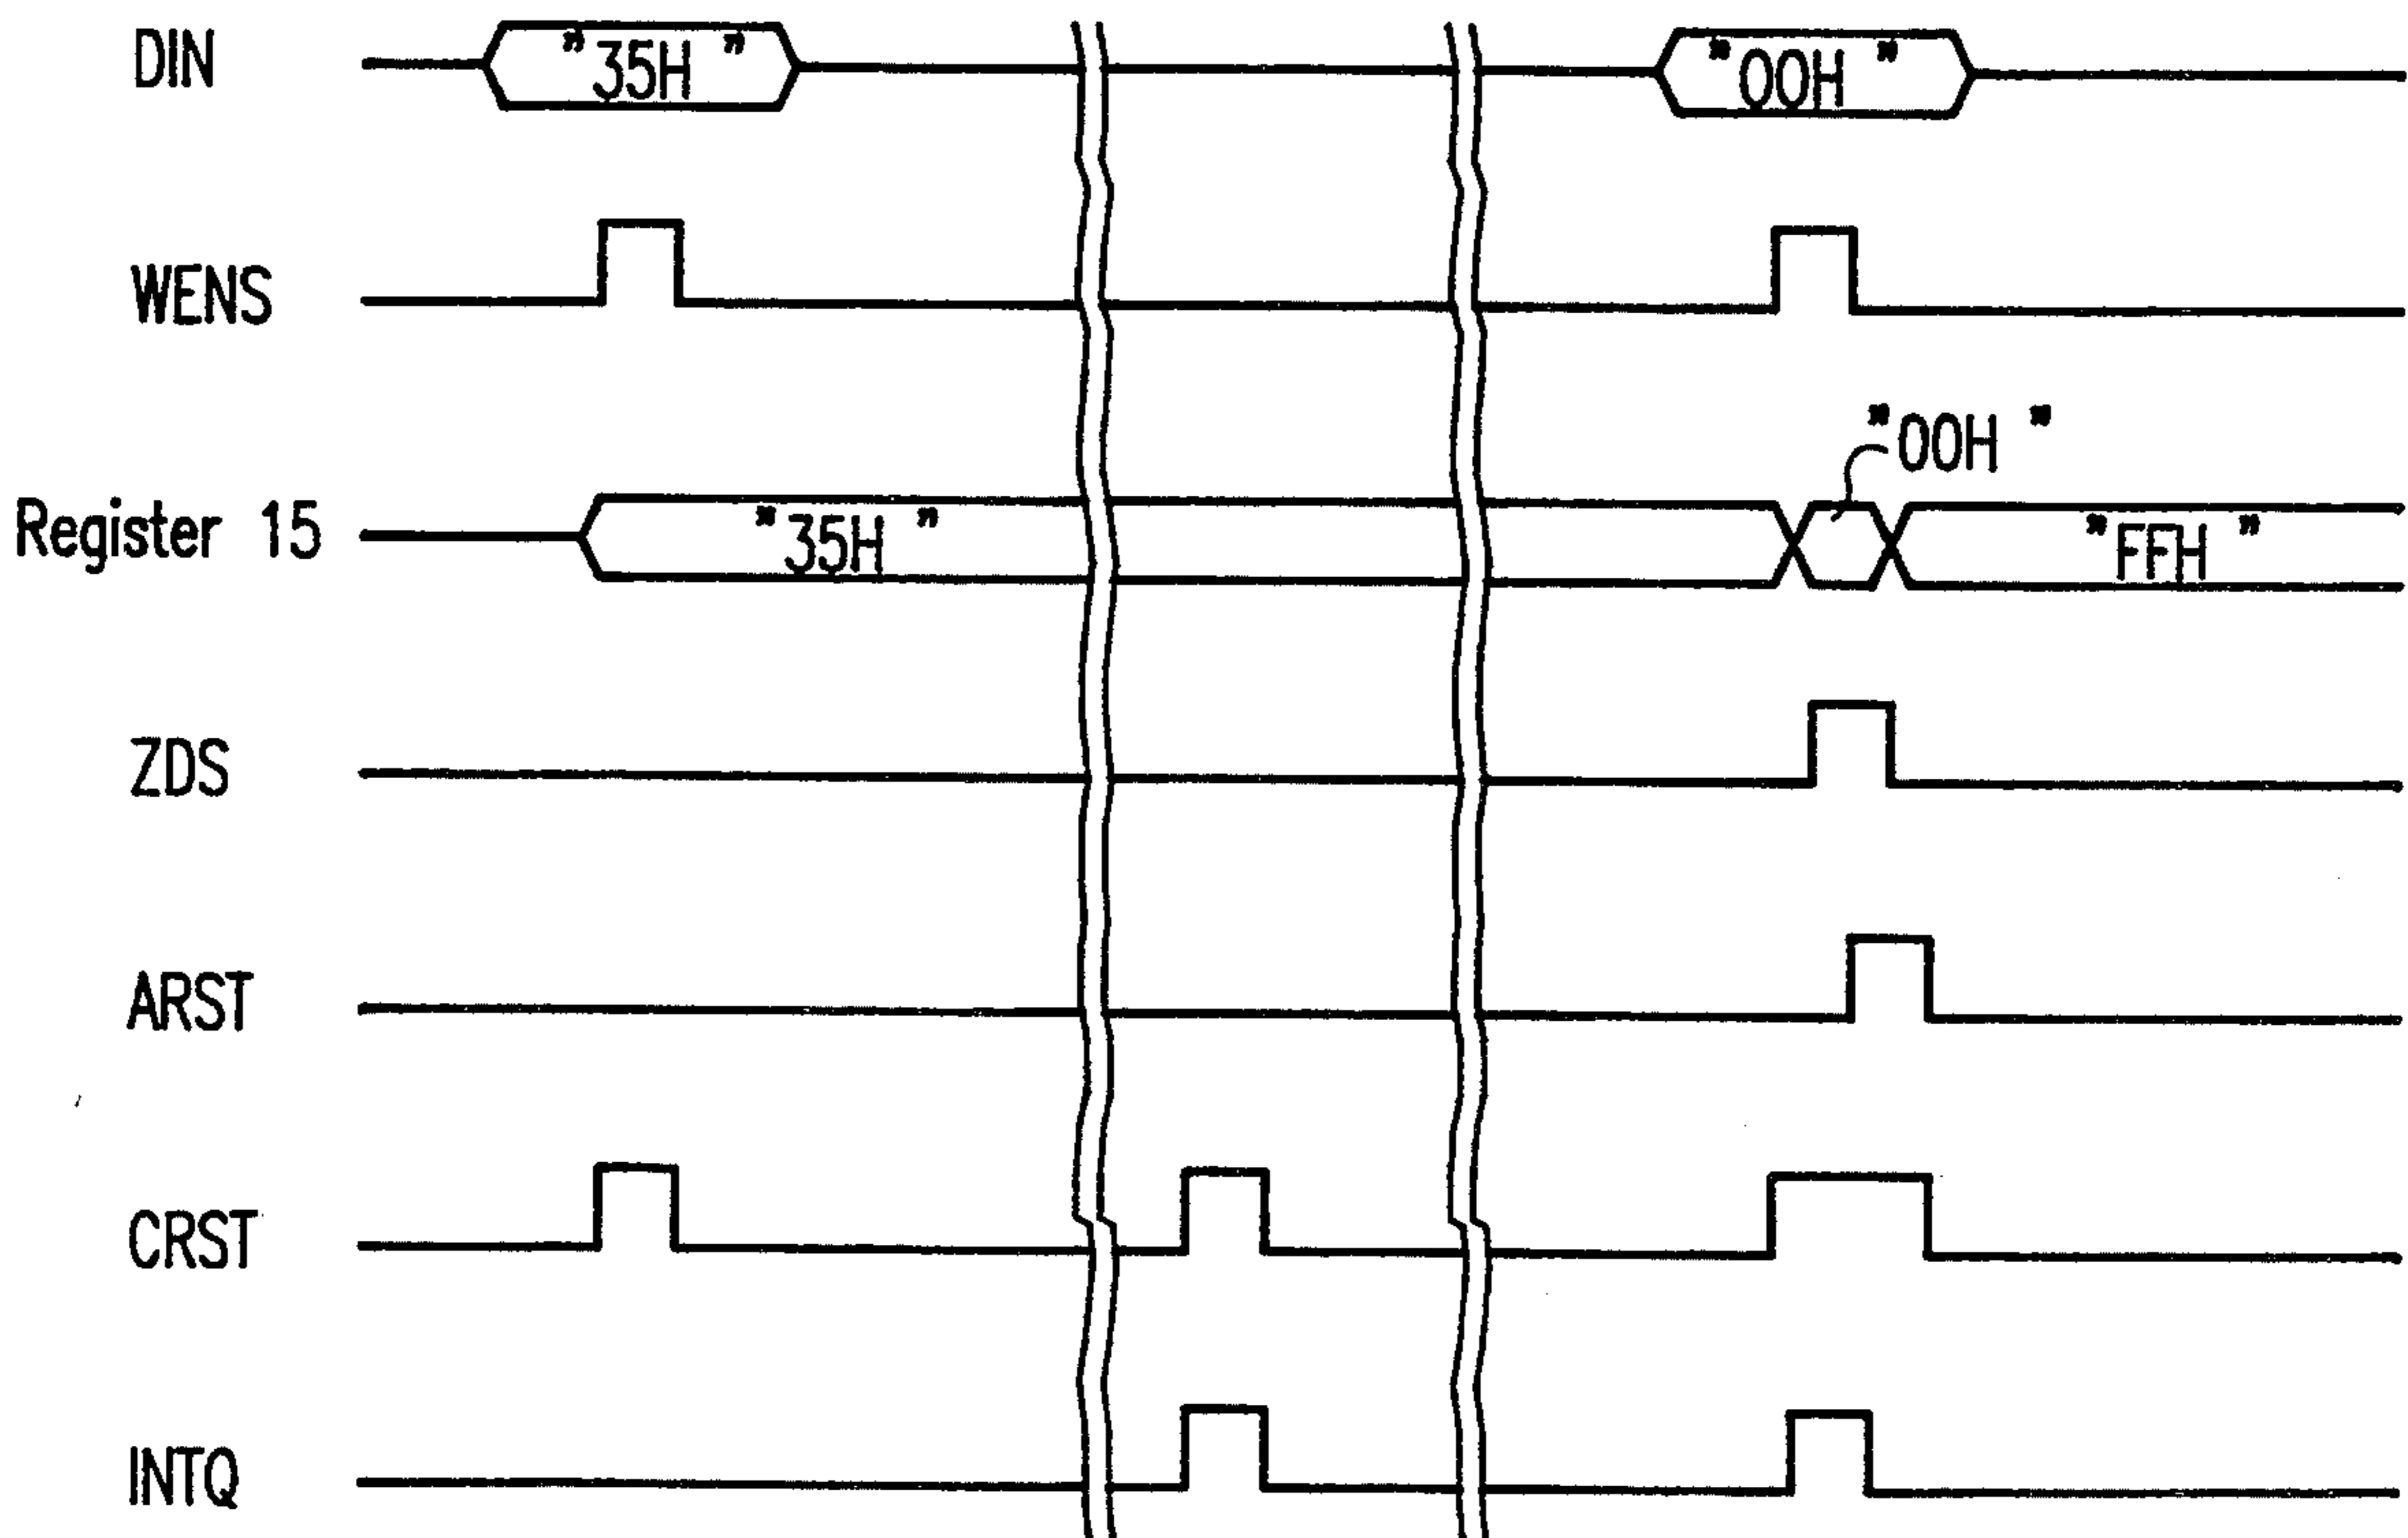 DIN "35H" "00H"
WENS
"00H"
Register 15 "35H" "FFH"
ZDS
ARST
CRST
INTQ